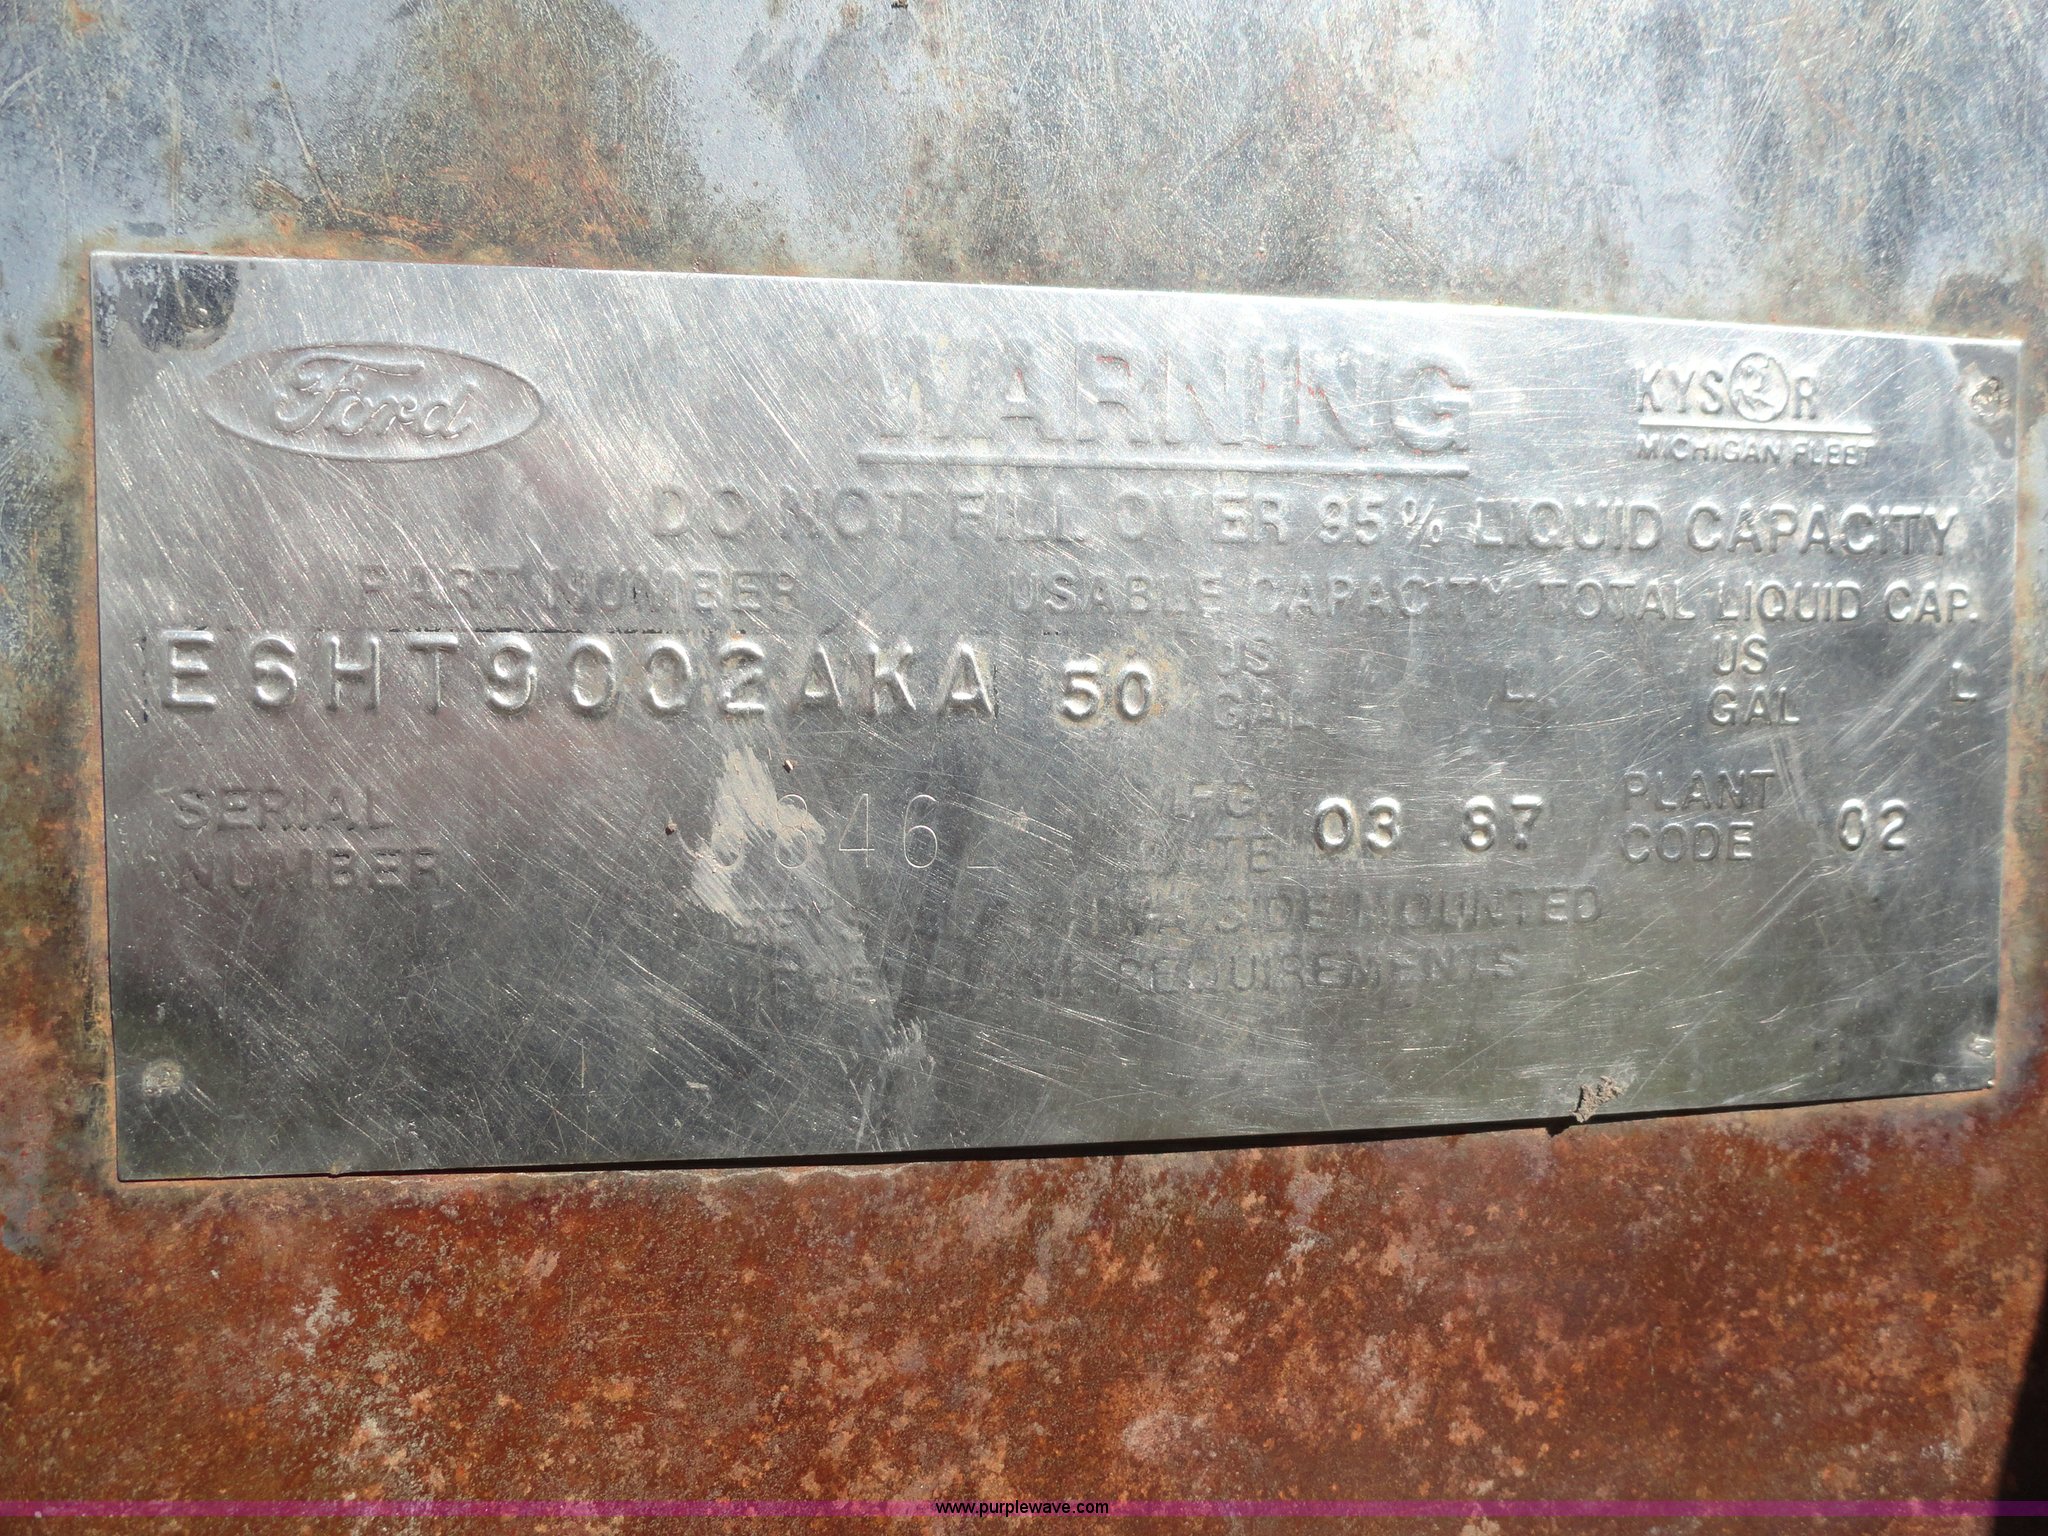 Ford
WARNING
KYSOR
MICHIGAN FLEET
DO NOT FILL OVER 95% LIQUID CAPACITY
PART NUMBER USABLE CAPACITY TOTAL LIQUID CAP.
E6HT9002AKA 50 US GAL L US GAL L
SERIAL NUMBER MFG DATE 03 87 PLANT CODE 02
SIDE MOUNTED
REQUIREMENTS
www.purplewave.com